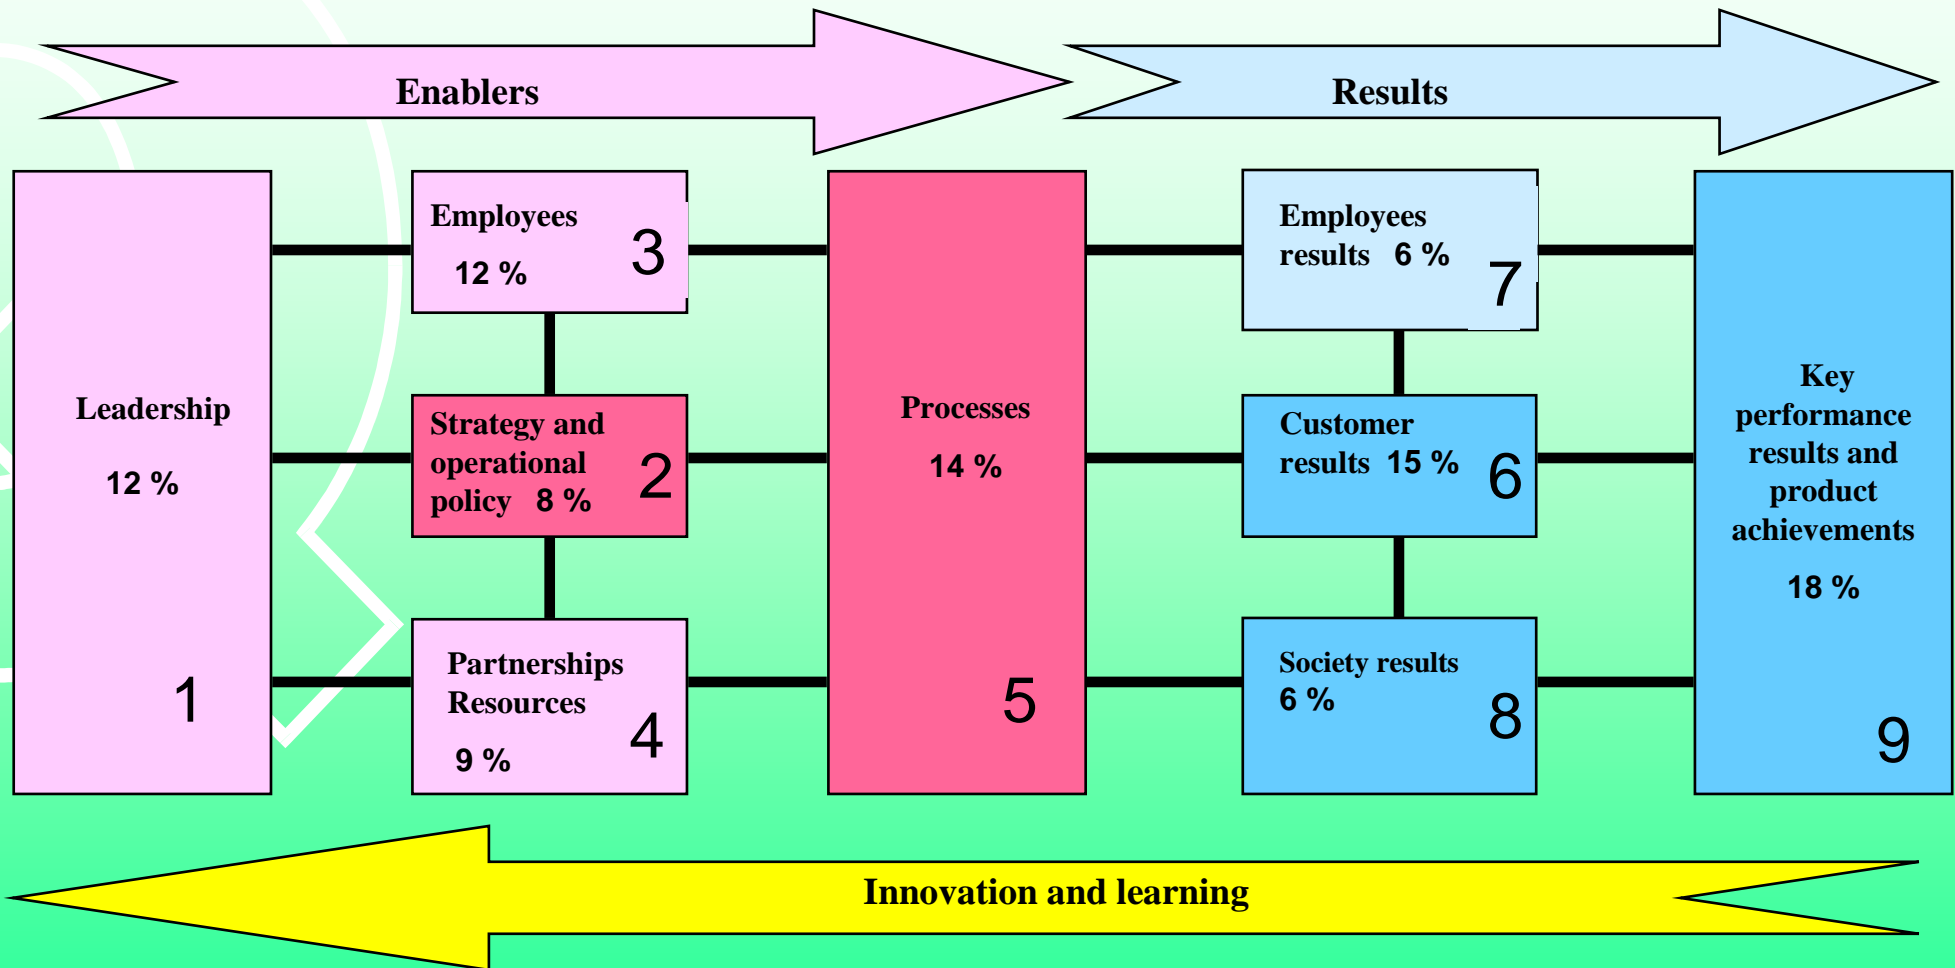 Enablers
Results
Leadership
12 %
1
Employees
12 %
3
Strategy and
operational
policy 8 %
2
Partnerships
Resources
9 %
4
Processes
14 %
5
Employees
results 6 %
7
Customer
results 15 %
6
Society results
6 %
8
Key
performance
results and
product
achievements
18 %
9
Innovation and learning